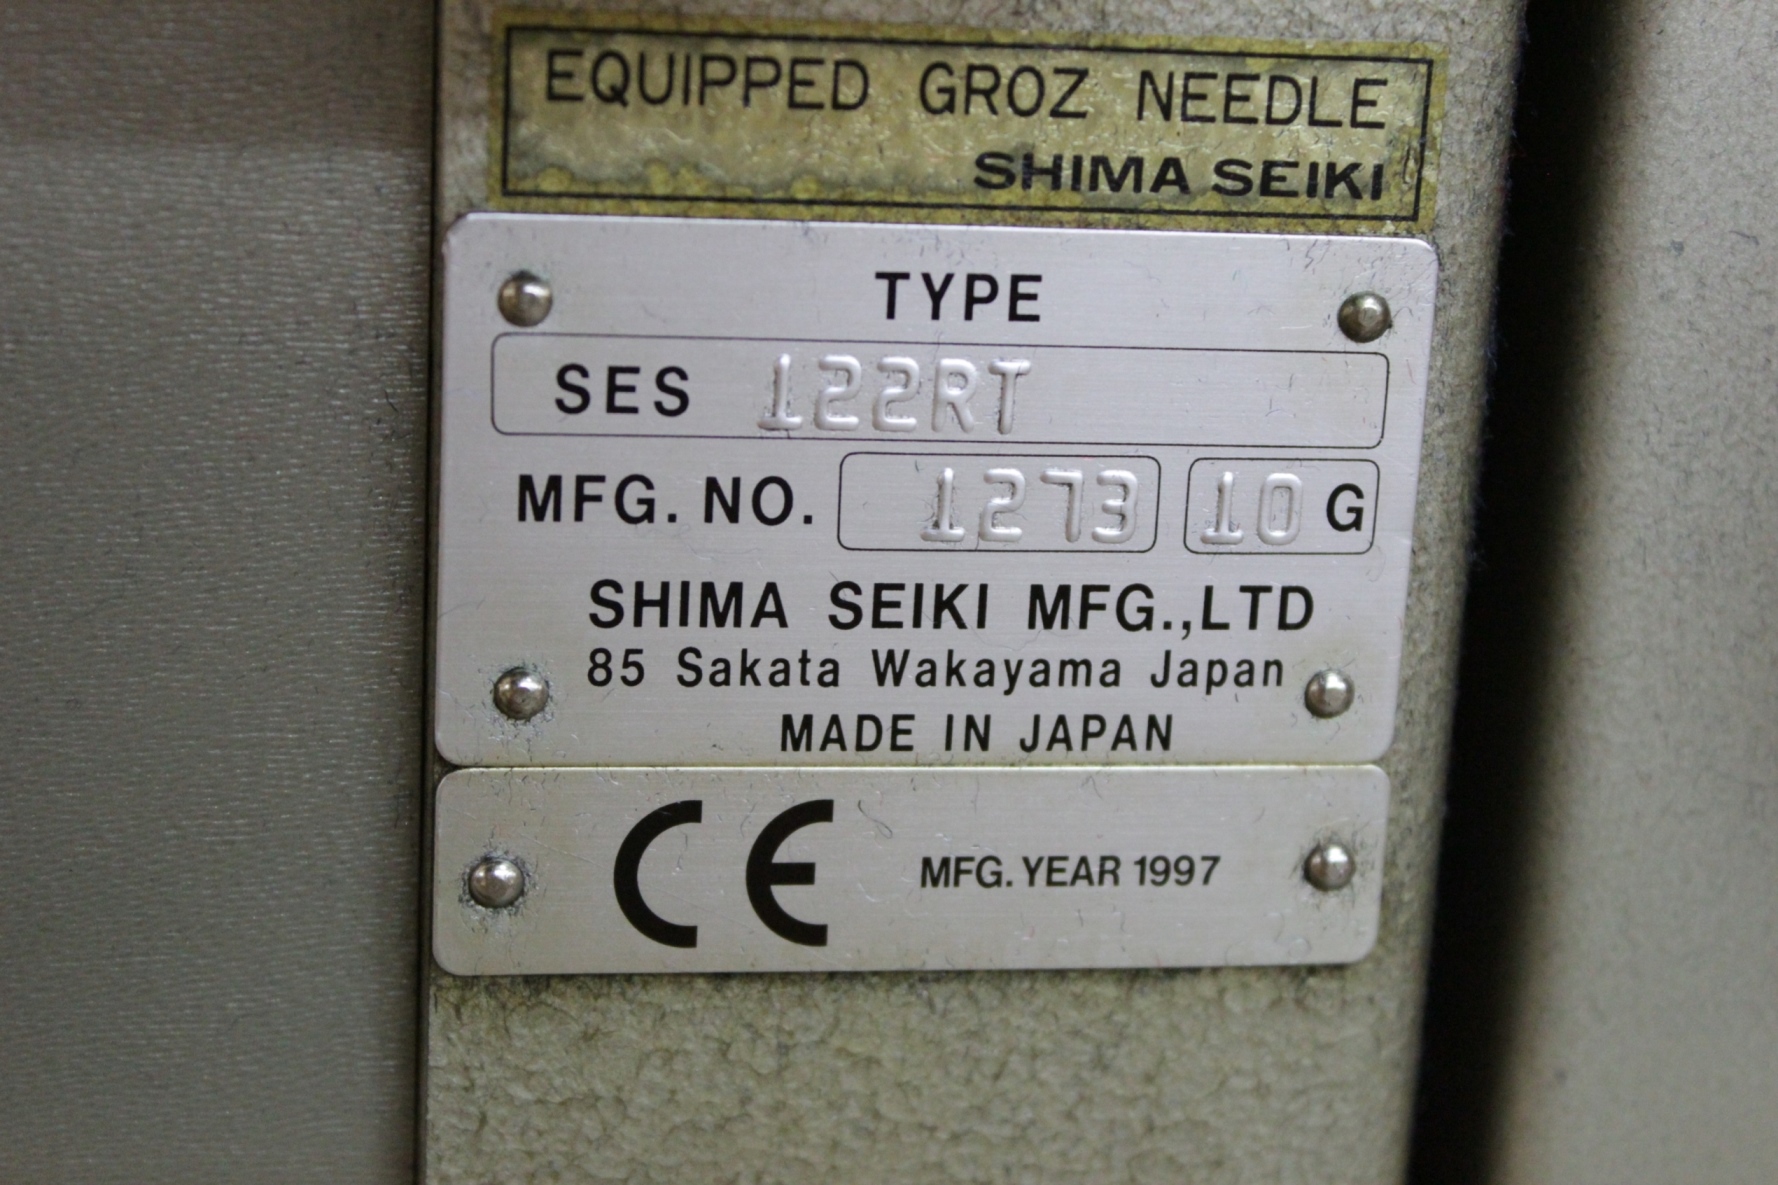 EQUIPPED GROZ NEEDLE
SHIMA SEIKI
TYPE
SES 122RT
MFG. NO. 1273 10 G
SHIMA SEIKI MFG.,LTD
85 Sakata Wakayama Japan
MADE IN JAPAN
CE MFG. YEAR 1997